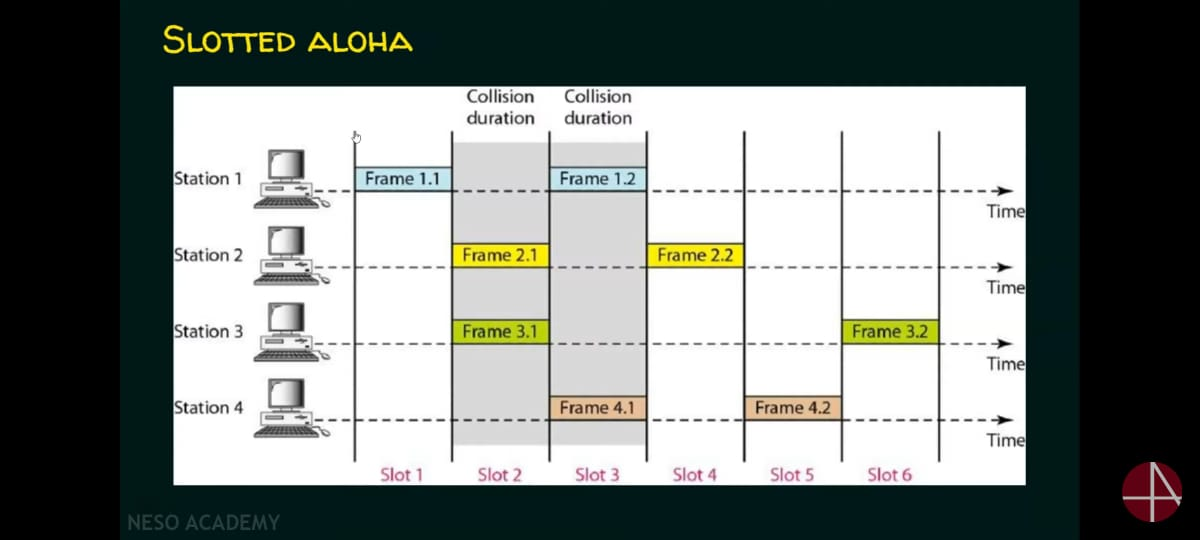 SLOTTED ALOHA
Collision duration
Collision duration
Station 1
Frame 1.1
Frame 1.2
Time
Station 2
Frame 2.1
Frame 2.2
Time
Station 3
Frame 3.1
Frame 3.2
Time
Station 4
Frame 4.1
Frame 4.2
Time
Slot 1
Slot 2
Slot 3
Slot 4
Slot 5
Slot 6
NESO ACADEMY